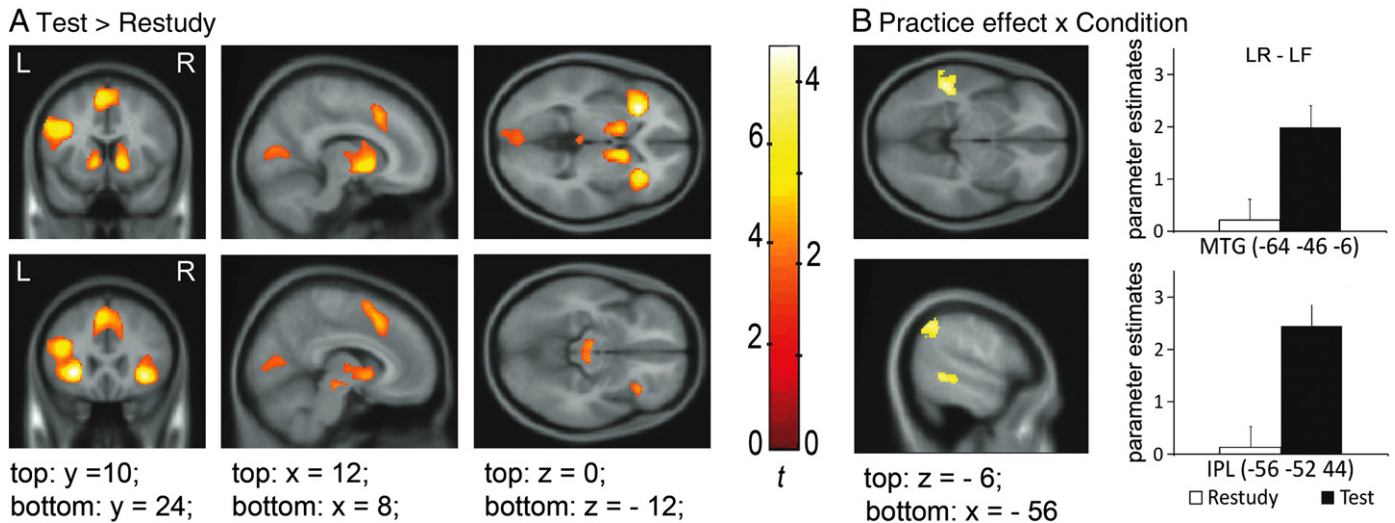 A Test > Restudy
L R
L R
top: y =10;
bottom: y = 24;
top: x = 12;
bottom: x = 8;
top: z = 0;
bottom: z = - 12;
6
4
2
0
4
2
0
t
B Practice effect x Condition
top: z = - 6;
bottom: x = - 56
LR - LF
parameter estimates
3
2
1
0
MTG (-64 -46 -6)
parameter estimates
3
2
1
0
IPL (-56 -52 44)
Restudy Test